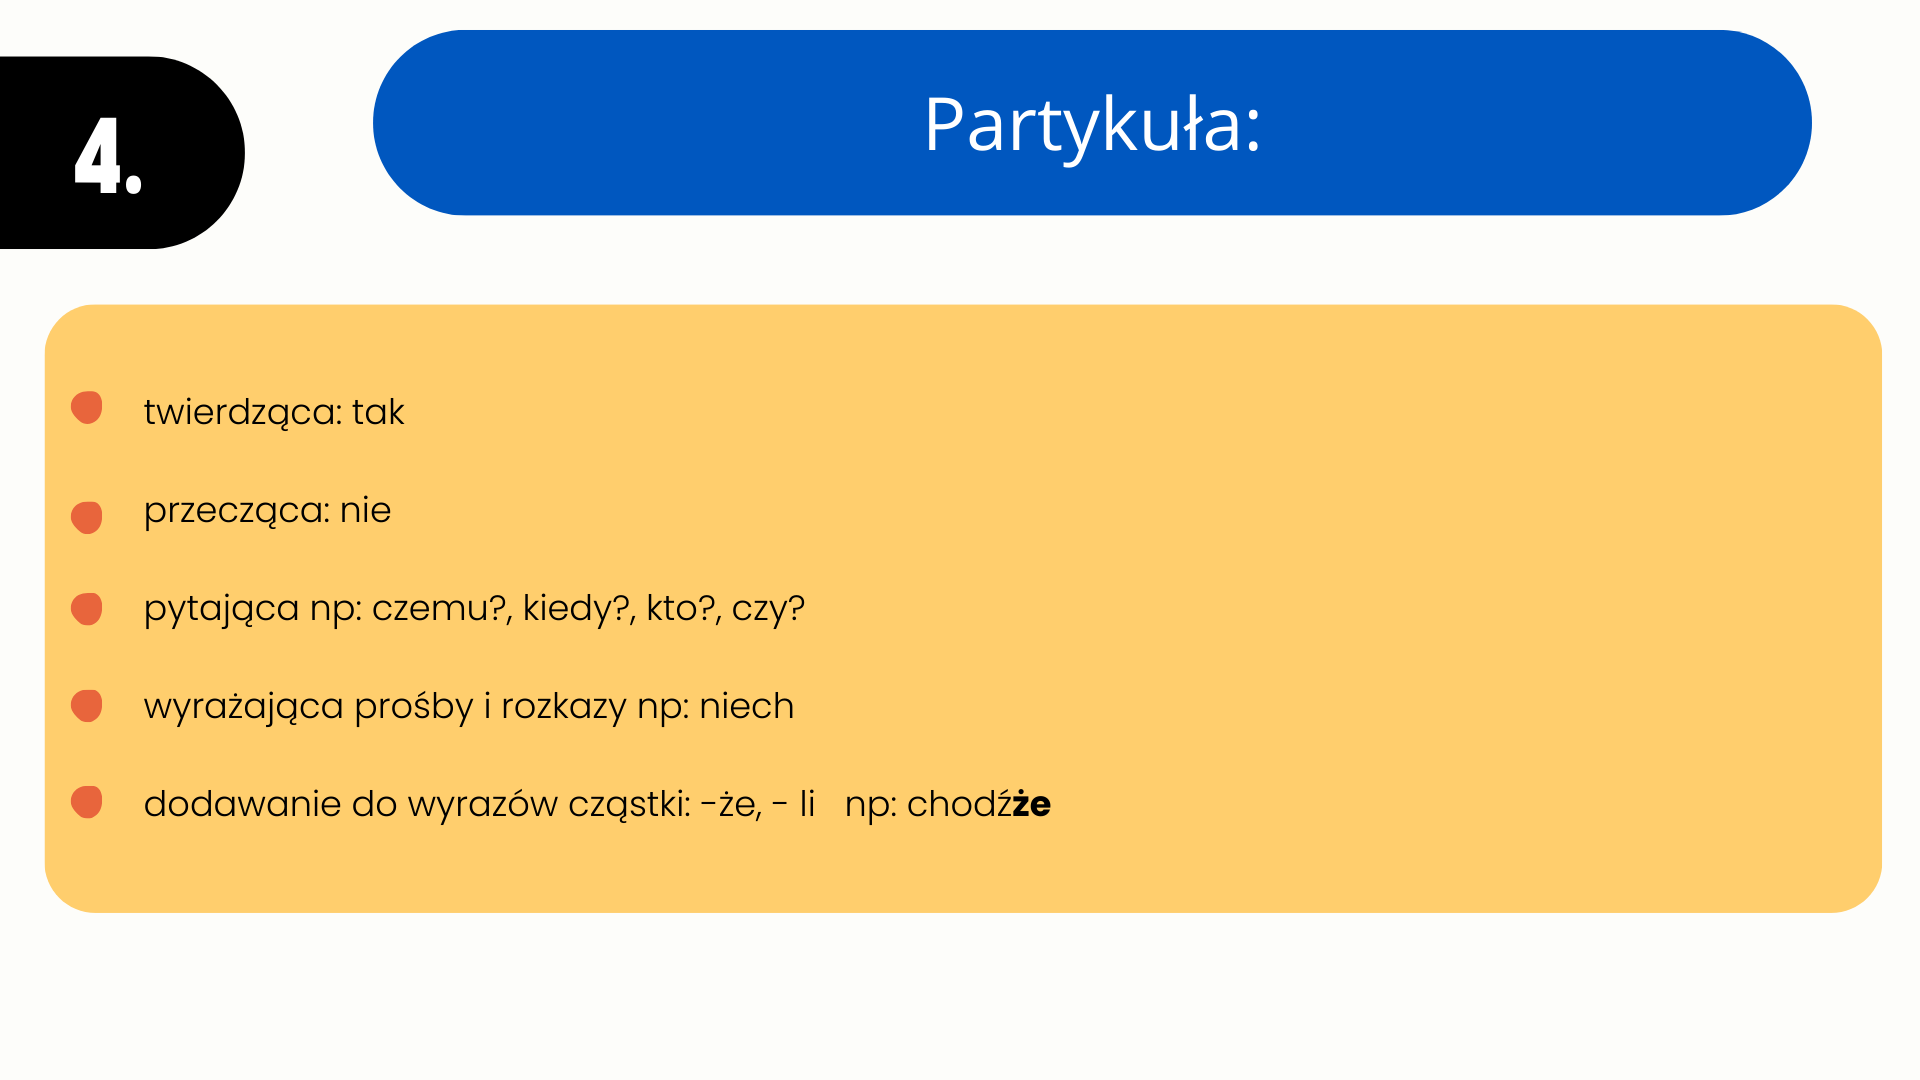 4.
Partykuła:
twierdząca: tak
przecząca: nie
pytająca np: czemu?, kiedy?, kto?, czy?
wyrażająca prośby i rozkazy np: niech
dodawanie do wyrazów cząstki: -że, - li np: chodźże